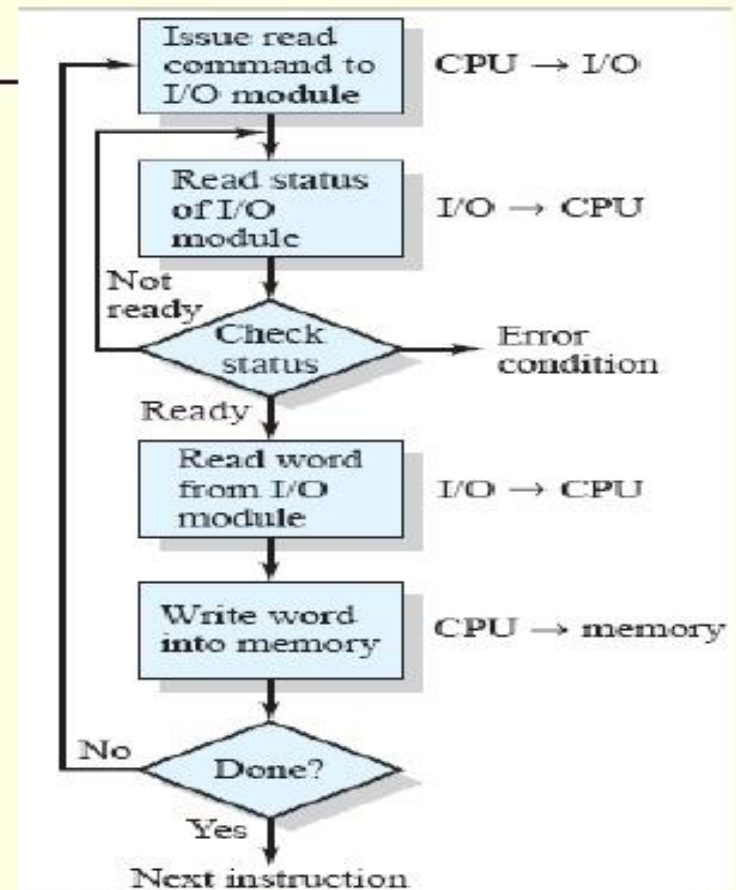 Issue read
command to
I/O module
CPU → I/O
Read status
of I/O
module
I/O → CPU
Not
ready
Check
status
Error
condition
Ready
Read word
from I/O
module
I/O → CPU
Write word
into memory
CPU → memory
No
Done?
Yes
Next instruction